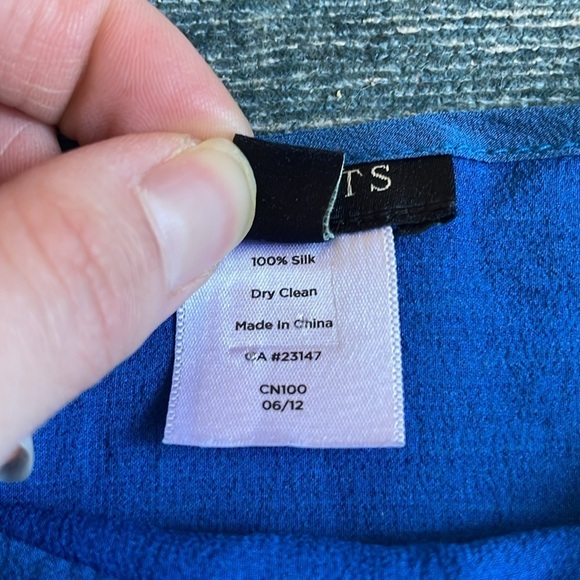 TS
100% Silk
Dry Clean
Made in China
CA #23147
CN100
06/12